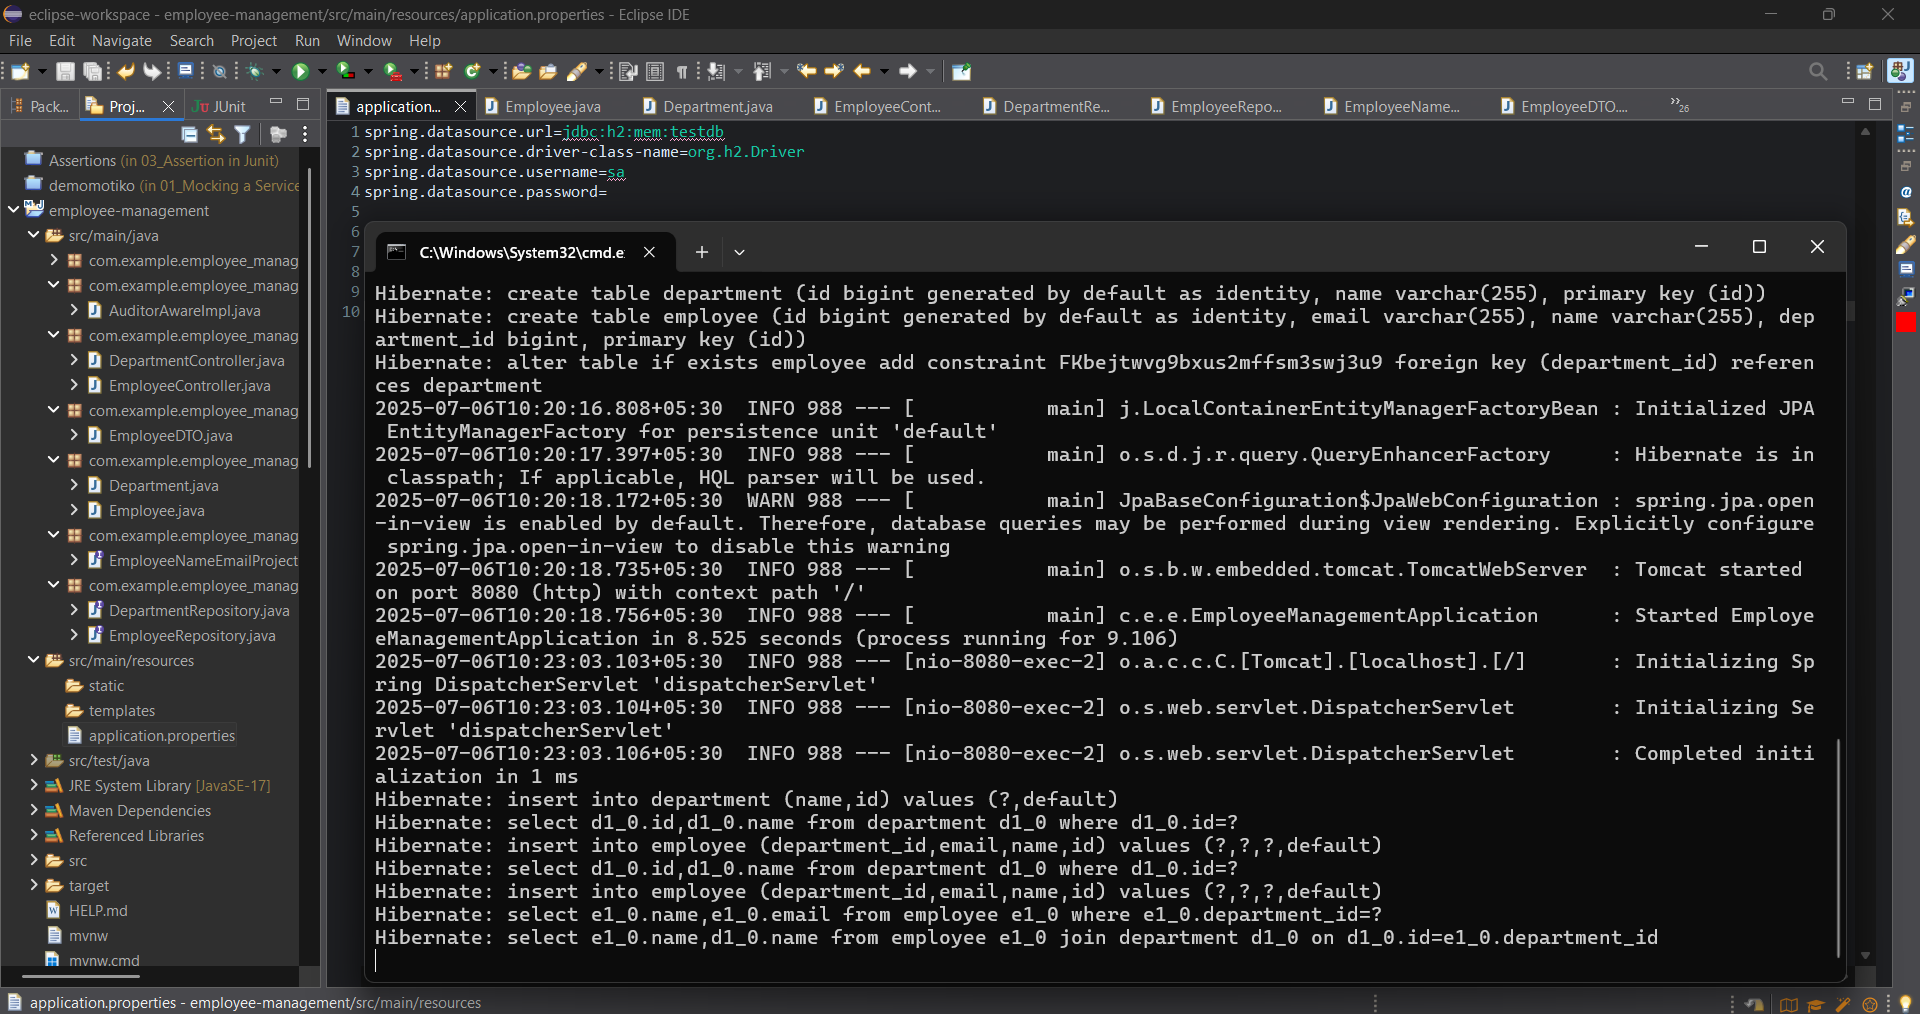 eclipse-workspace - employee-management/src/main/resources/application.properties - Eclipse IDE
File Edit Navigate Search Project Run Window Help
Pack... Proj... JUnit
application... Employee.java Department.java EmployeeCont... DepartmentRe... EmployeeRepo... EmployeeName... EmployeeDTO.... »26
Assertions (in 03_Assertion in Junit)
demomotiko (in 01_Mocking a Service
employee-management
src/main/java
com.example.employee_manag
com.example.employee_manag
AuditorAwareImpl.java
com.example.employee_manag
DepartmentController.java
EmployeeController.java
com.example.employee_manag
EmployeeDTO.java
com.example.employee_manag
Department.java
Employee.java
com.example.employee_manag
EmployeeNameEmailProject
com.example.employee_manag
DepartmentRepository.java
EmployeeRepository.java
src/main/resources
static
templates
application.properties
src/test/java
JRE System Library [JavaSE-17]
Maven Dependencies
Referenced Libraries
src
target
HELP.md
mvnw
mvnw.cmd
1 spring.datasource.url=jdbc:h2:mem:testdb
2 spring.datasource.driver-class-name=org.h2.Driver
3 spring.datasource.username=sa
4 spring.datasource.password=
5
6
7
8
9
10
C:\Windows\System32\cmd.e
Hibernate: create table department (id bigint generated by default as identity, name varchar(255), primary key (id))
Hibernate: create table employee (id bigint generated by default as identity, email varchar(255), name varchar(255), dep
artment_id bigint, primary key (id))
Hibernate: alter table if exists employee add constraint FKbejtwvg9bxus2mffsm3swj3u9 foreign key (department_id) referen
ces department
2025-07-06T10:20:16.808+05:30  INFO 988 --- [           main] j.LocalContainerEntityManagerFactoryBean : Initialized JPA
 EntityManagerFactory for persistence unit 'default'
2025-07-06T10:20:17.397+05:30  INFO 988 --- [           main] o.s.d.j.r.query.QueryEnhancerFactory     : Hibernate is in
 classpath; If applicable, HQL parser will be used.
2025-07-06T10:20:18.172+05:30  WARN 988 --- [           main] JpaBaseConfiguration$JpaWebConfiguration : spring.jpa.open
-in-view is enabled by default. Therefore, database queries may be performed during view rendering. Explicitly configure
 spring.jpa.open-in-view to disable this warning
2025-07-06T10:20:18.735+05:30  INFO 988 --- [           main] o.s.b.w.embedded.tomcat.TomcatWebServer  : Tomcat started
on port 8080 (http) with context path '/'
2025-07-06T10:20:18.756+05:30  INFO 988 --- [           main] c.e.e.EmployeeManagementApplication      : Started Employe
eManagementApplication in 8.525 seconds (process running for 9.106)
2025-07-06T10:23:03.103+05:30  INFO 988 --- [nio-8080-exec-2] o.a.c.c.C.[Tomcat].[localhost].[/]       : Initializing Sp
ring DispatcherServlet 'dispatcherServlet'
2025-07-06T10:23:03.104+05:30  INFO 988 --- [nio-8080-exec-2] o.s.web.servlet.DispatcherServlet        : Initializing Se
rvlet 'dispatcherServlet'
2025-07-06T10:23:03.106+05:30  INFO 988 --- [nio-8080-exec-2] o.s.web.servlet.DispatcherServlet        : Completed initi
alization in 1 ms
Hibernate: insert into department (name,id) values (?,default)
Hibernate: select d1_0.id,d1_0.name from department d1_0 where d1_0.id=?
Hibernate: insert into employee (department_id,email,name,id) values (?,?,?,default)
Hibernate: select d1_0.id,d1_0.name from department d1_0 where d1_0.id=?
Hibernate: insert into employee (department_id,email,name,id) values (?,?,?,default)
Hibernate: select e1_0.name,e1_0.email from employee e1_0 where e1_0.department_id=?
Hibernate: select e1_0.name,d1_0.name from employee e1_0 join department d1_0 on d1_0.id=e1_0.department_id
application.properties - employee-management/src/main/resources